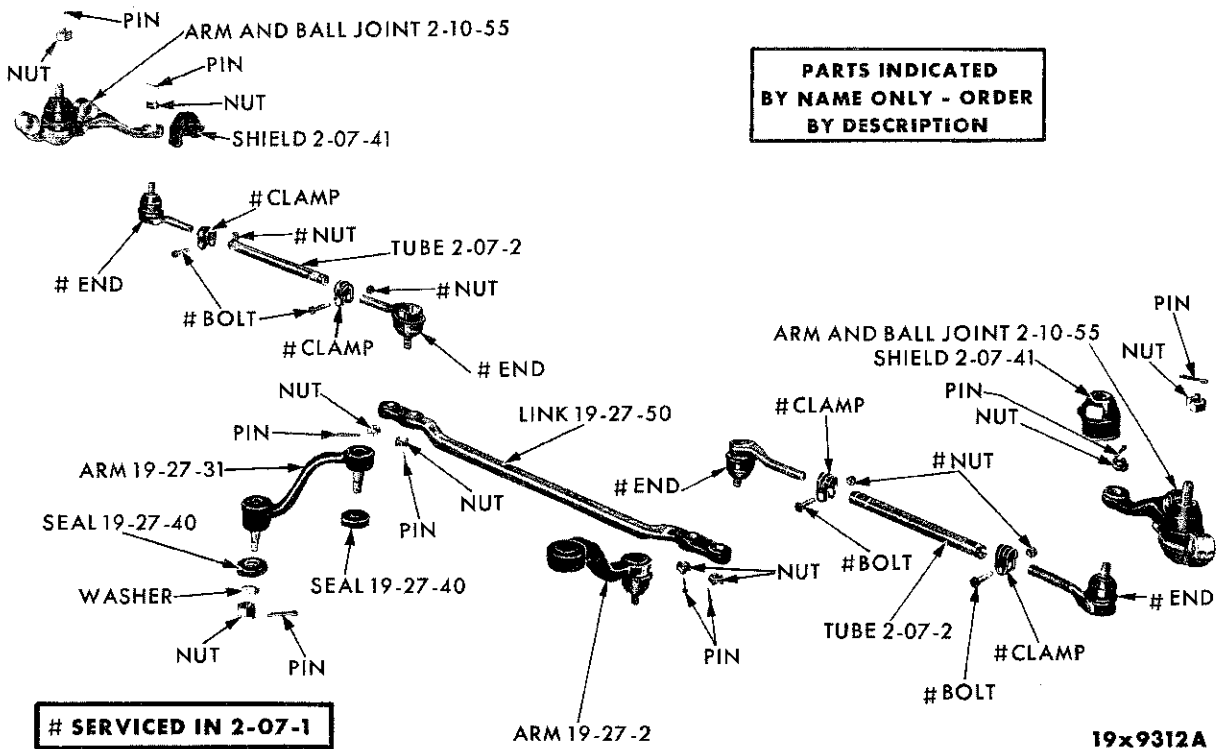 PIN
ARM AND BALL JOINT 2-10-55
NUT
PIN
NUT
SHIELD 2-07-41
PARTS INDICATED
BY NAME ONLY - ORDER
BY DESCRIPTION
# CLAMP
# NUT
TUBE 2-07-2
# END
# BOLT
# NUT
# CLAMP
# END
PIN
ARM AND BALL JOINT 2-10-55
SHIELD 2-07-41
NUT
PIN
NUT
NUT
LINK 19-27-50
# CLAMP
PIN
ARM 19-27-31
# NUT
# END
NUT
PIN
SEAL 19-27-40
SEAL 19-27-40
# BOLT
NUT
WASHER
# END
TUBE 2-07-2
NUT
PIN
PIN
# CLAMP
# BOLT
# SERVICED IN 2-07-1
ARM 19-27-2
19x9312A